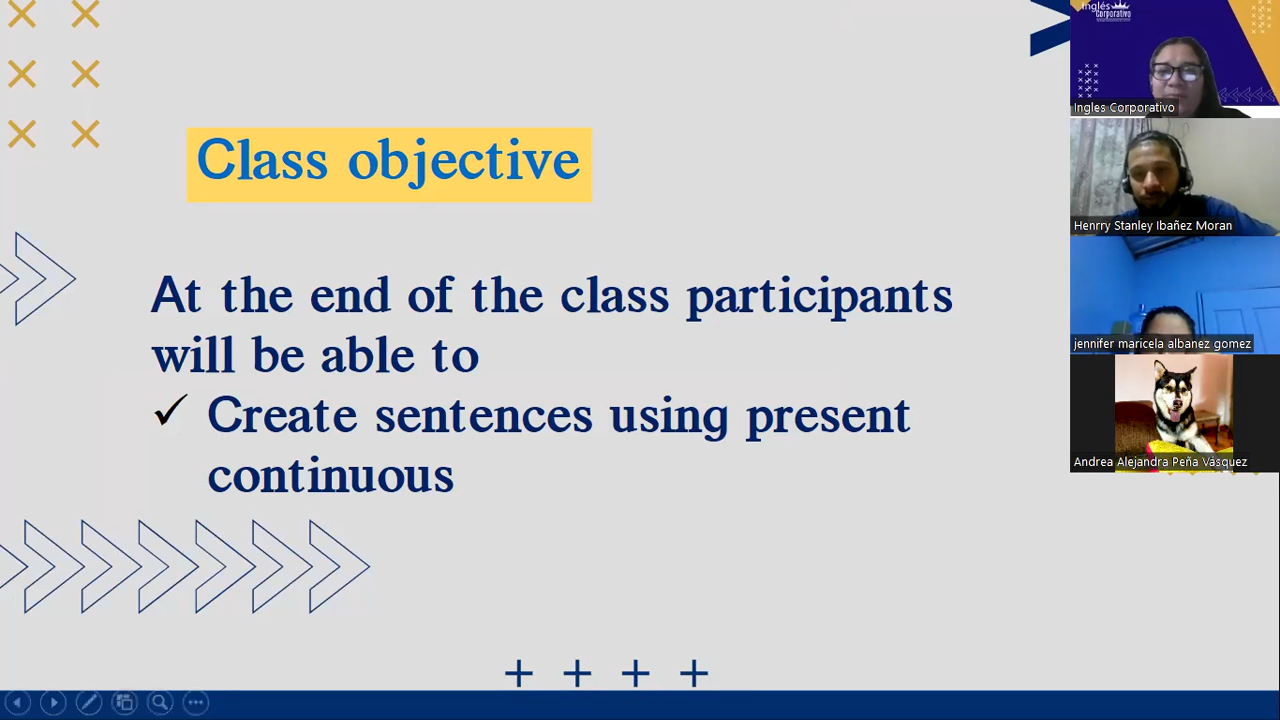 Class objective
At the end of the class participants
will be able to
✓ Create sentences using present
continuous
Inglés
corporativo
Ingles Corporativo
Henrry Stanley Ibañez Moran
jennifer maricela albanez gomez
Andrea Alejandra Peña Vásquez